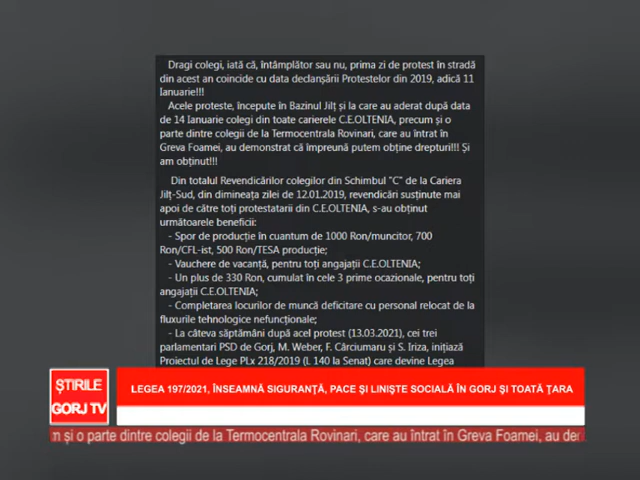 Dragi colegi, iată că, întâmplător sau nu, prima zi de protest în stradă
din acest an coincide cu data declanșării Protestelor din 2019, adică 11
Ianuarie!!!
Acele proteste, începute în Bazinul Jilț și la care au aderat după data
de 14 Ianuarie colegi din toate carierele C.E.OLTENIA, precum și o
parte dintre colegii de la Termocentrala Rovinari, care au întrat în
Greva Foamei, au demonstrat că împreună putem obține drepturi!!! Și
am obținut!!!
Din totalul Revendicărilor colegilor din Schimbul "C" de la Cariera
Jilț-Sud, din dimineața zilei de 12.01.2019, revendicări susținute mai
apoi de către toți protestatarii din C.E.OLTENIA, s-au obținut
următoarele beneficii:
- Spor de producție în cuantum de 1000 Ron/muncitor, 700
Ron/CFL-ist, 500 Ron/TESA producție;
- Vauchere de vacanță, pentru toți angajații C.E.OLTENIA;
- Un plus de 330 Ron, cumulat în cele 3 prime ocazionale, pentru toți
angajații C.E.OLTENIA;
- Completarea locurilor de muncă deficitare cu personal relocat de la
fluxurile tehnologice nefuncționale;
- La câteva săptămâni după acel protest (13.03.2021), cei trei
parlamentari PSD de Gorj, M. Weber, F. Cârciumaru și S. Iriza, inițiază
Proiectul de Lege PLx 218/2019 (L 140 la Senat) care devine Legea
ȘTIRILE
GORJ TV
LEGEA 197/2021, ÎNSEAMNĂ SIGURANȚĂ, PACE ȘI LINIȘTE SOCIALĂ ÎN GORJ ȘI TOATĂ ȚARA
m și o parte dintre colegii de la Termocentrala Rovinari, care au întrat în Greva Foamei, au de